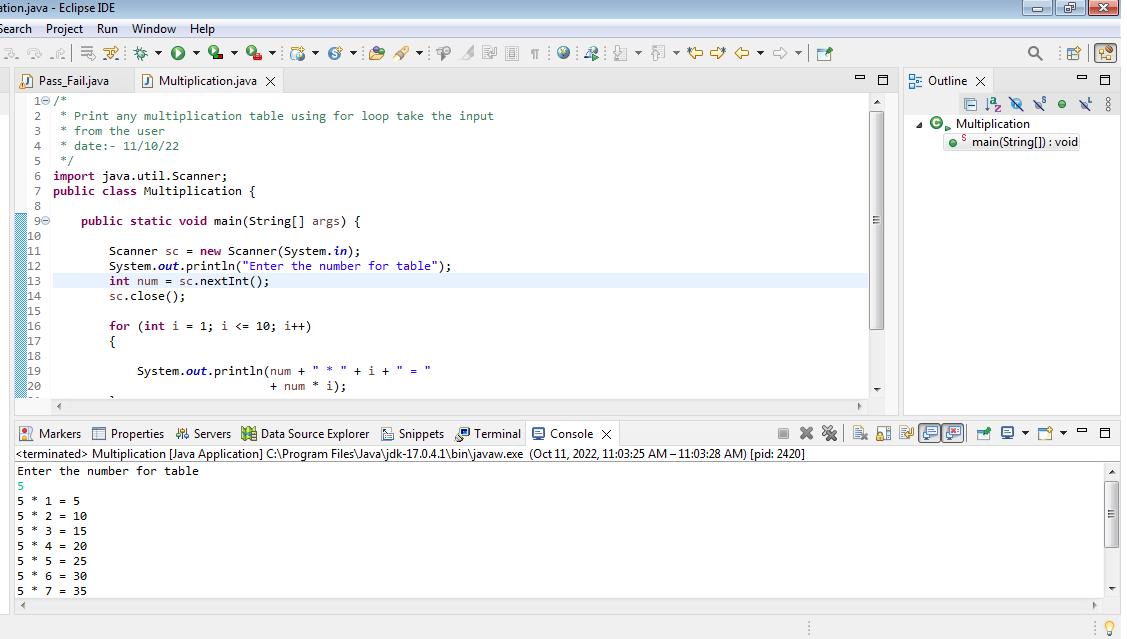 ation.java - Eclipse IDE
Search Project Run Window Help
Pass_Fail.java Multiplication.java
1 /*
2  * Print any multiplication table using for loop take the input
3  * from the user
4  * date:- 11/10/22
5  */
6 import java.util.Scanner;
7 public class Multiplication {
8
9     public static void main(String[] args) {
10
11         Scanner sc = new Scanner(System.in);
12         System.out.println("Enter the number for table");
13         int num = sc.nextInt();
14         sc.close();
15
16         for (int i = 1; i <= 10; i++)
17         {
18
19             System.out.println(num + " * " + i + " = "
20                                + num * i);
Outline
Multiplication
S main(String[]) : void
Markers Properties Servers Data Source Explorer Snippets Terminal Console
<terminated> Multiplication [Java Application] C:\Program Files\Java\jdk-17.0.4.1\bin\javaw.exe (Oct 11, 2022, 11:03:25 AM – 11:03:28 AM) [pid: 2420]
Enter the number for table
5
5 * 1 = 5
5 * 2 = 10
5 * 3 = 15
5 * 4 = 20
5 * 5 = 25
5 * 6 = 30
5 * 7 = 35